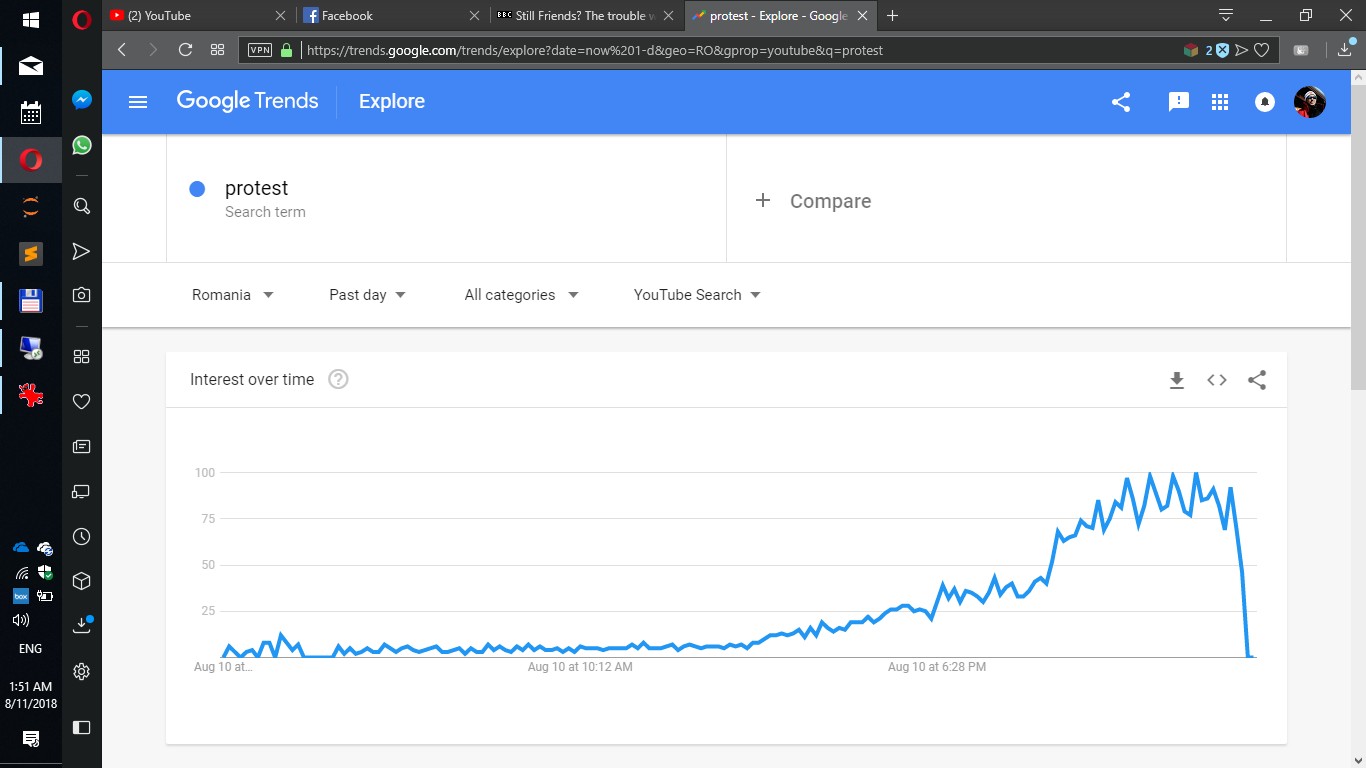 (2) YouTube
Facebook
BBC Still Friends? The trouble w
protest - Explore - Google
VPN
https://trends.google.com/trends/explore?date=now%201-d&geo=RO&gprop=youtube&q=protest
2
Google Trends
Explore
protest
Search term
+ Compare
Romania
Past day
All categories
YouTube Search
Interest over time
?
100
75
50
25
Aug 10 at...
Aug 10 at 10:12 AM
Aug 10 at 6:28 PM
box
ENG
1:51 AM
8/11/2018